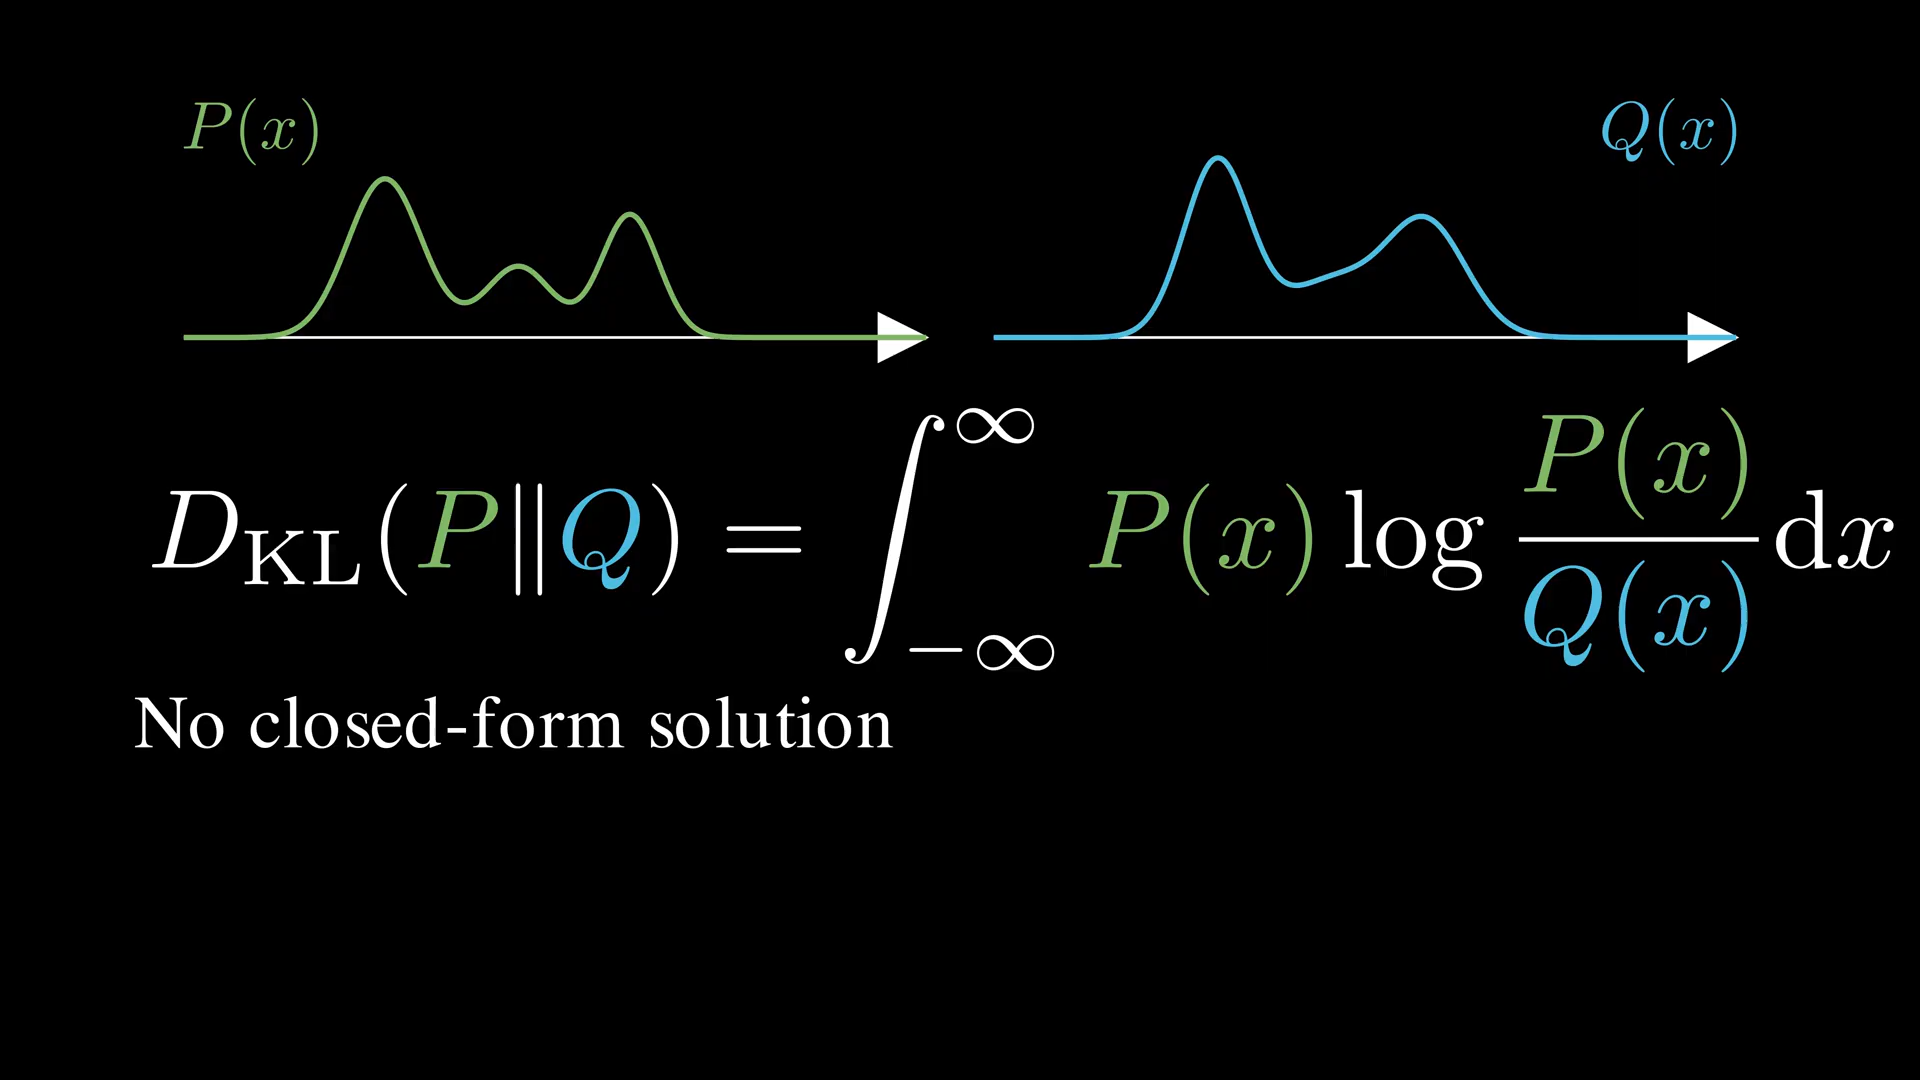 P(x)
Q(x)
D_KL(P‖Q) = ∫_{-∞}^{∞} P(x) log P(x)/Q(x) dx
No closed-form solution